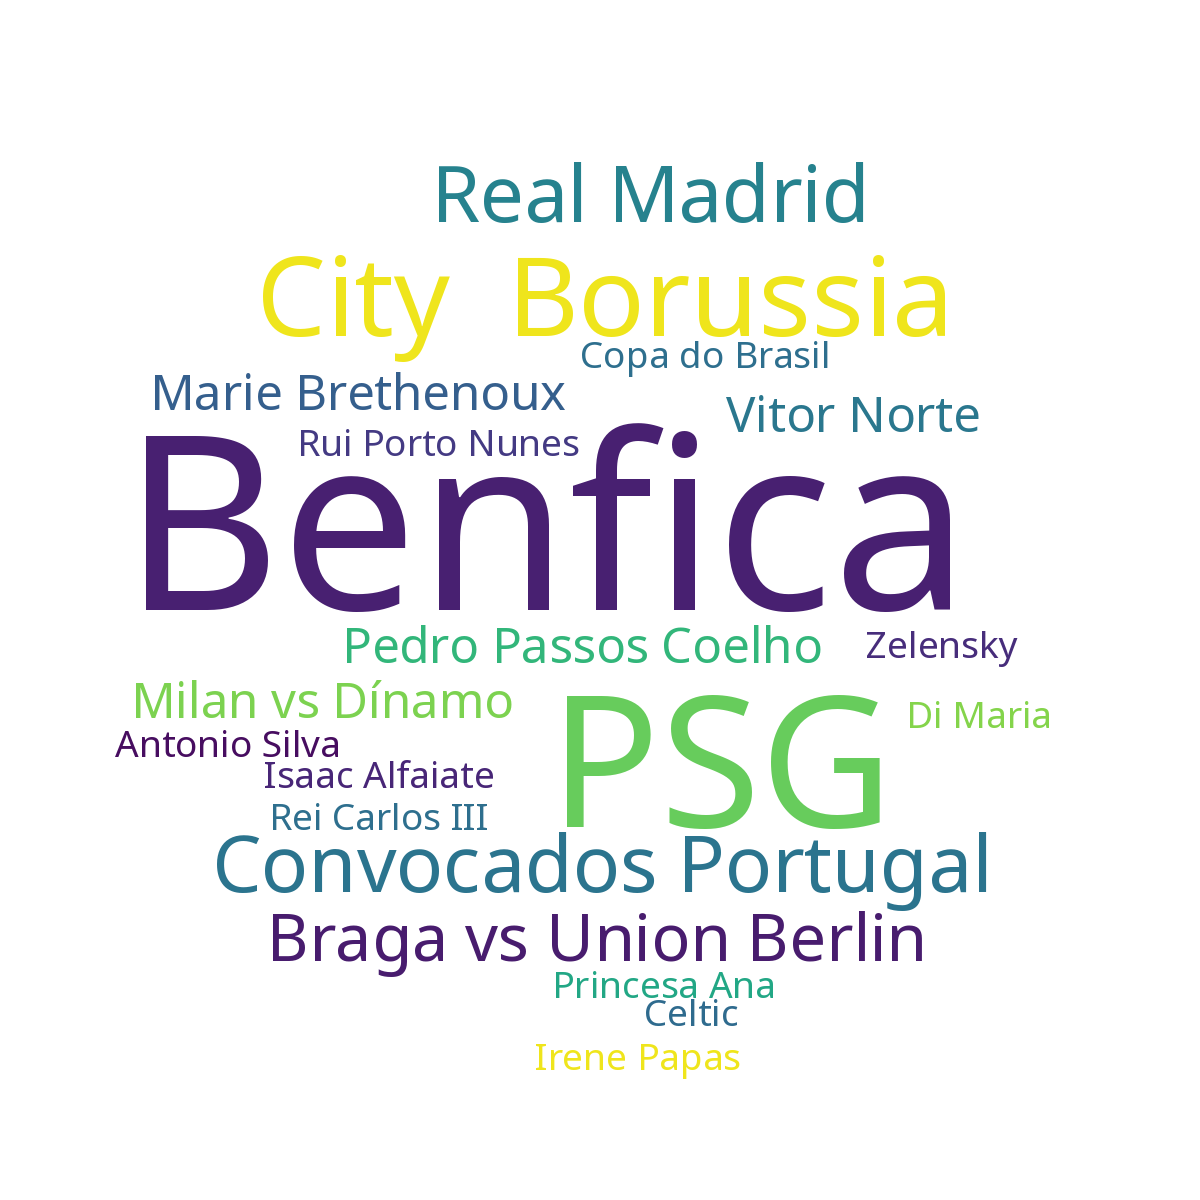 Real Madrid
City Borussia
Copa do Brasil
Marie Brethenoux
Vitor Norte
Rui Porto Nunes
Benfica
Pedro Passos Coelho
Zelensky
Milan vs Dínamo
PSG
Di Maria
Antonio Silva
Isaac Alfaiate
Rei Carlos III
Convocados Portugal
Braga vs Union Berlin
Princesa Ana
Celtic
Irene Papas